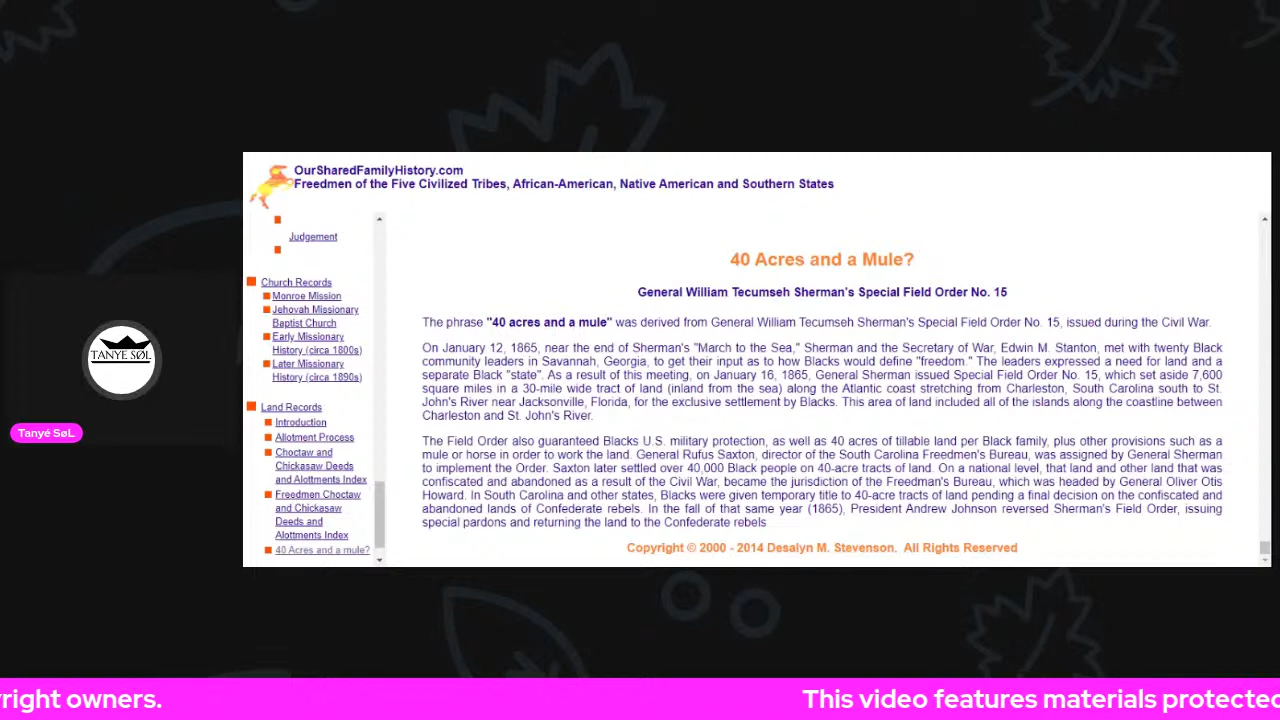 OurSharedFamilyHistory.com
Freedmen of the Five Civilized Tribes, African-American, Native American and Southern States
Judgement
Church Records
Monroe Mission
Jehovah Missionary
Baptist Church
Early Missionary
History (circa 1800s)
Later Missionary
History (circa 1890s)
Land Records
Introduction
Allotment Process
Choctaw and
Chickasaw Deeds
and Allottments Index
Freedmen Choctaw
and Chickasaw
Deeds and
Alottments Index
40 Acres and a mule?
40 Acres and a Mule?
General William Tecumseh Sherman's Special Field Order No. 15
The phrase "40 acres and a mule" was derived from General William Tecumseh Sherman's Special Field Order No. 15, issued during the Civil War.
On January 12, 1865, near the end of Sherman's "March to the Sea," Sherman and the Secretary of War, Edwin M. Stanton, met with twenty Black
community leaders in Savannah, Georgia, to get their input as to how Blacks would define "freedom." The leaders expressed a need for land and a
separate Black "state". As a result of this meeting, on January 16, 1865, General Sherman issued Special Field Order No. 15, which set aside 7,600
square miles in a 30-mile wide tract of land (inland from the sea) along the Atlantic coast stretching from Charleston, South Carolina south to St.
John's River near Jacksonville, Florida, for the exclusive settlement by Blacks. This area of land included all of the islands along the coastline between
Charleston and St. John's River.
The Field Order also guaranteed Blacks U.S. military protection, as well as 40 acres of tillable land per Black family, plus other provisions such as a
mule or horse in order to work the land. General Rufus Saxton, director of the South Carolina Freedmen's Bureau, was assigned by General Sherman
to implement the Order. Saxton later settled over 40,000 Black people on 40-acre tracts of land. On a national level, that land and other land that was
confiscated and abandoned as a result of the Civil War, became the jurisdiction of the Freedman's Bureau, which was headed by General Oliver Otis
Howard. In South Carolina and other states, Blacks were given temporary title to 40-acre tracts of land pending a final decision on the confiscated and
abandoned lands of Confederate rebels. In the fall of that same year (1865), President Andrew Johnson reversed Sherman's Field Order, issuing
special pardons and returning the land to the Confederate rebels
Copyright © 2000 - 2014 Desalyn M. Stevenson. All Rights Reserved
TANYE SØL
Tanyé SøL
right owners. This video features materials protected